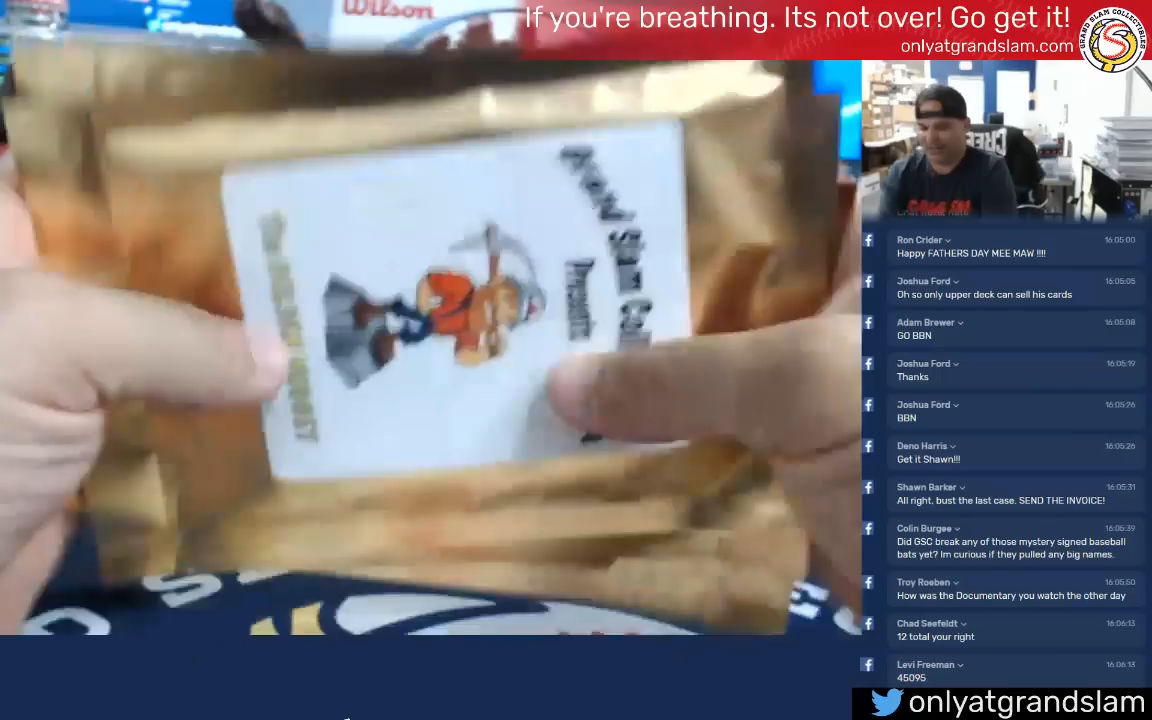 Wilson
If you're breathing. Its not over! Go get it!
onlyatgrandslam.com
GRAND SLAM COLLECTIBLES
Grand Slam
Presents
Ron Crider 16:05:00
Happy FATHERS DAY MEE MAW !!!!
Joshua Ford 16:05:05
Oh so only upper deck can sell his cards
Adam Brewer 16:05:08
GO BBN
Joshua Ford 16:05:19
Thanks
Joshua Ford 16:05:26
BBN
Deno Harris 16:05:26
Get it Shawn!!!
Shawn Barker 16:05:31
All right, bust the last case. SEND THE INVOICE!
Colin Burgee 16:05:39
Did GSC break any of those mystery signed baseball
bats yet? Im curious if they pulled any big names.
Troy Roeben 16:05:50
How was the Documentary you watch the other day
Chad Seefeldt 16:06:13
12 total your right
Levi Freeman 16:06:13
45095
onlyatgrandslam